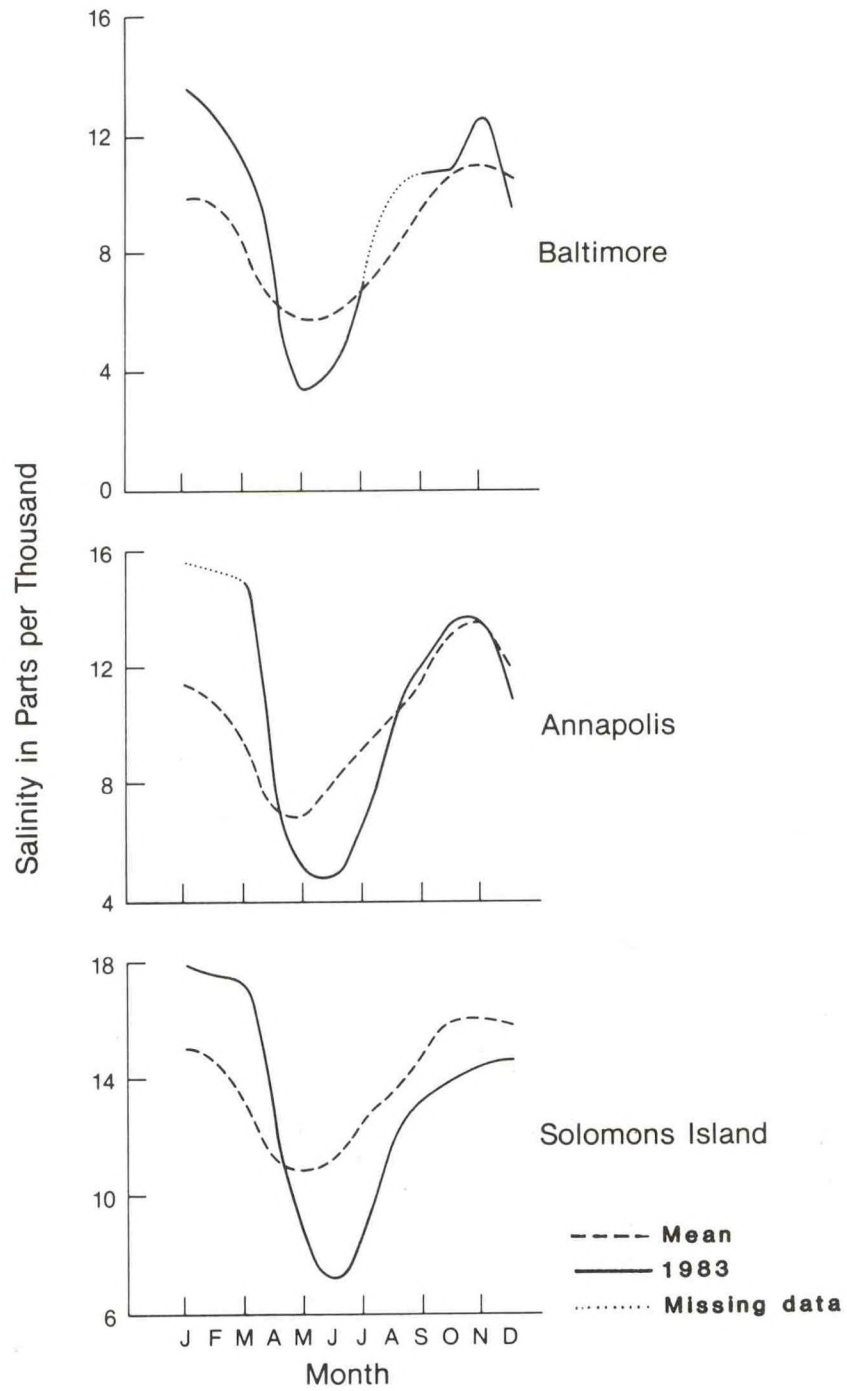 16
12
8
4
0
Baltimore
Salinity in Parts per Thousand
16
12
8
4
Annapolis
18
14
10
6
Solomons Island
Mean
1983
Missing data
J F M A M J J A S O N D
Month